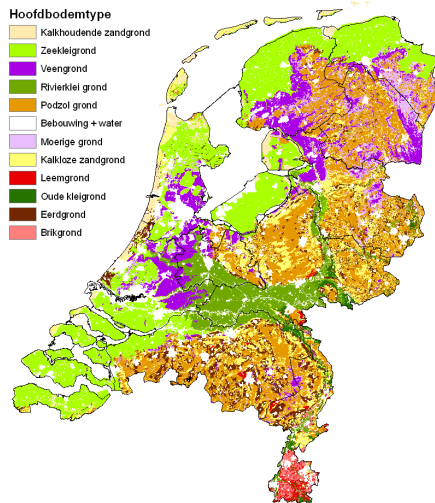 Hoofdbodemtype
Kalkhoudende zandgrond
Zeekleigrond
Veengrond
Rivierklei grond
Podzol grond
Bebouwing + water
Moerige grond
Kalkloze zandgrond
Leemgrond
Oude kleigrond
Eerdgrond
Brikgrond